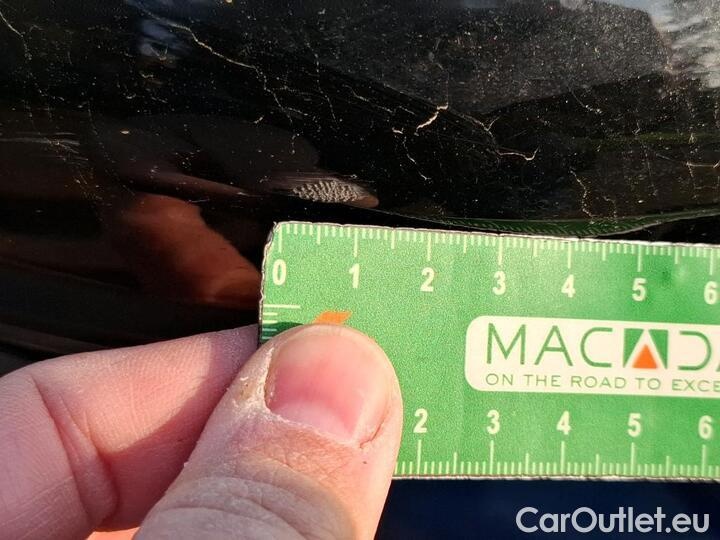 0 1 2 3 4 5 6
MACADA
ON THE ROAD TO EXCE
2 3 4 5 6
CarOutlet.eu